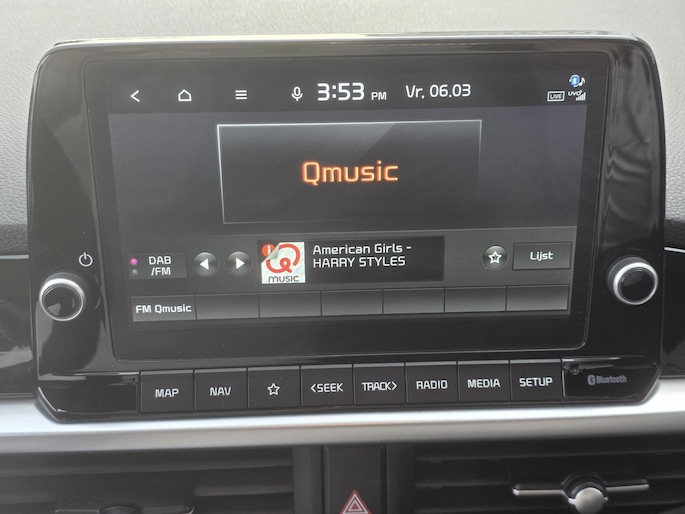 3:53 PM Vr, 06.03
LIVE UVO
Qmusic
DAB
/FM
i Q
MUSIC
American Girls -
HARRY STYLES
Lijst
FM Qmusic
MAP NAV <SEEK TRACK> RADIO MEDIA SETUP Bluetooth